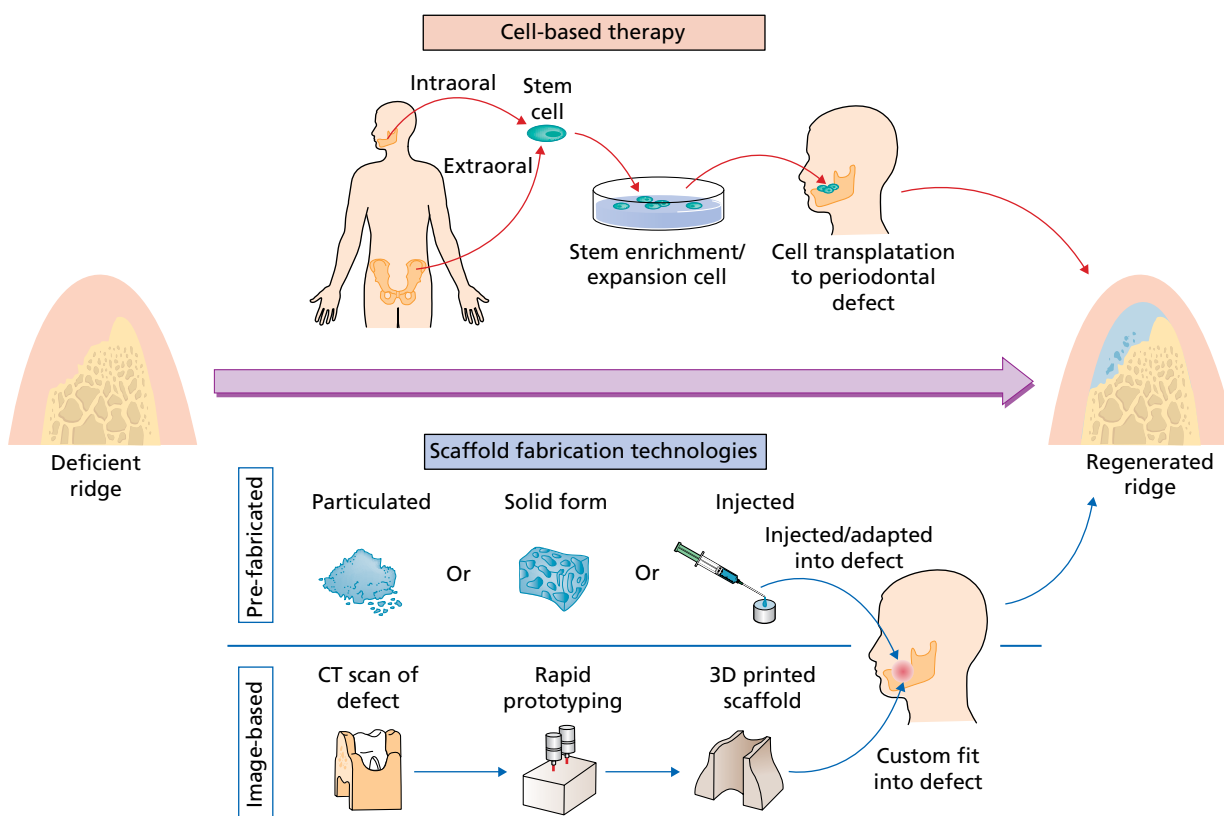 Cell-based therapy
Intraoral
Stem
cell
Extraoral
Stem enrichment/
expansion cell
Cell transplatation
to periodontal
defect
Deficient
ridge
Regenerated
ridge
Scaffold fabrication technologies
Pre-fabricated
Particulated
Or
Solid form
Or
Injected
Injected/adapted
into defect
Image-based
CT scan of
defect
Rapid
prototyping
3D printed
scaffold
Custom fit
into defect